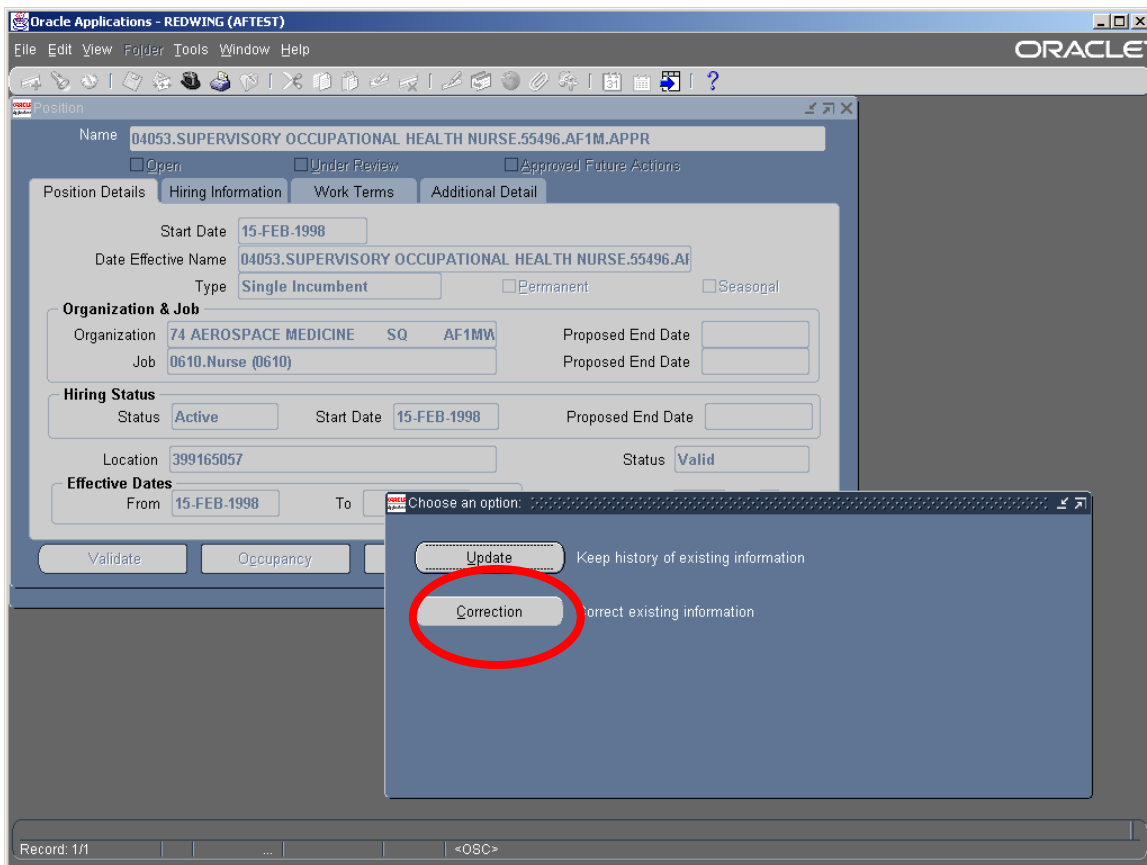 Oracle Applications - REDWING (AFTEST)
File Edit View Folder Tools Window Help
ORACLE
Position
Name 04053.SUPERVISORY OCCUPATIONAL HEALTH NURSE.55496.AF1M.APPR
Open Under Review Approved Future Actions
Position Details Hiring Information Work Terms Additional Detail
Start Date 15-FEB-1998
Date Effective Name 04053.SUPERVISORY OCCUPATIONAL HEALTH NURSE.55496.AF
Type Single Incumbent Permanent Seasonal
Organization & Job
Organization 74 AEROSPACE MEDICINE SQ AF1MW Proposed End Date
Job 0610.Nurse (0610) Proposed End Date
Hiring Status
Status Active Start Date 15-FEB-1998 Proposed End Date
Location 399165057 Status Valid
Effective Dates
From 15-FEB-1998 To
Validate Occupancy
Choose an option:
Update Keep history of existing information
Correction Correct existing information
Record: 1/1 ... <OSC>